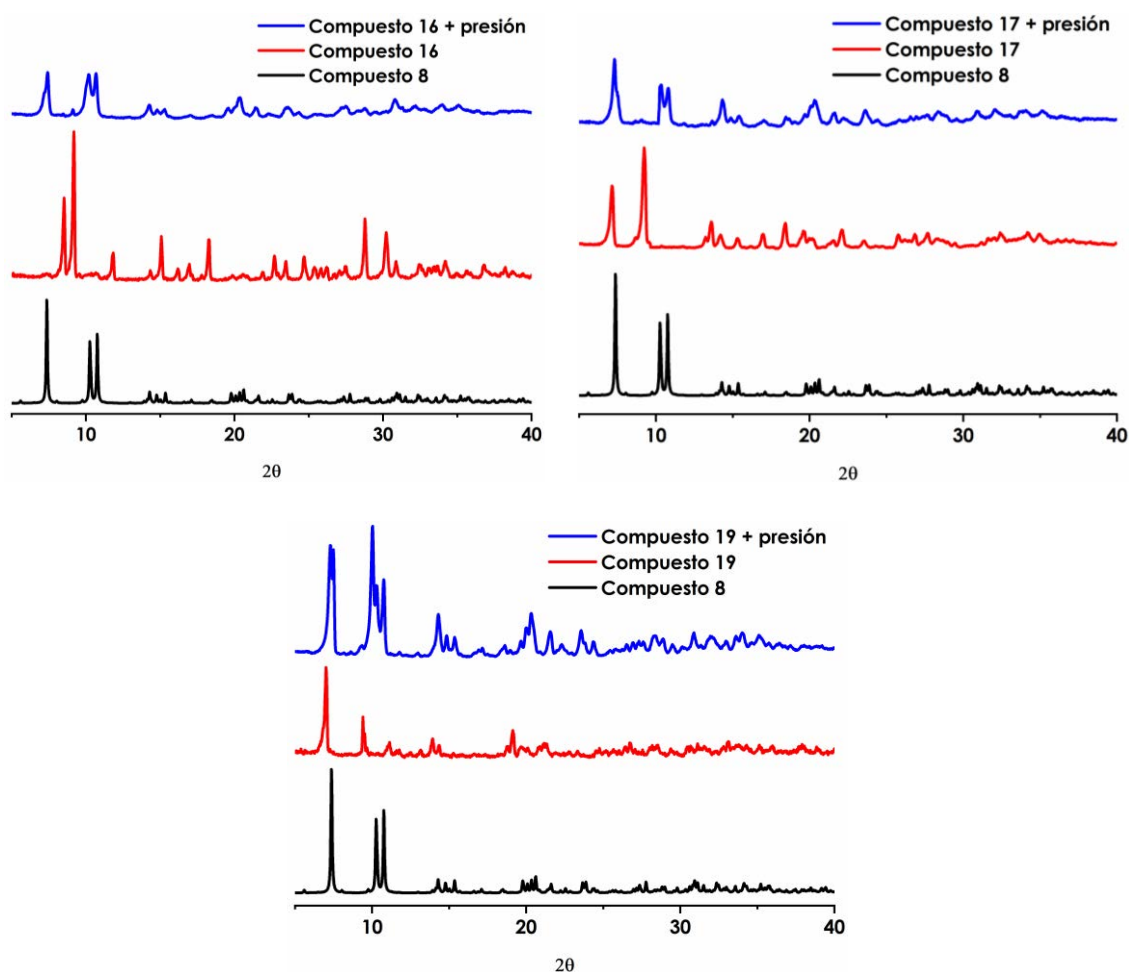 Compuesto 16 + presión
Compuesto 16
Compuesto 8
10
20
30
40
2θ
Compuesto 17 + presión
Compuesto 17
Compuesto 8
10
20
30
40
2θ
Compuesto 19 + presión
Compuesto 19
Compuesto 8
10
20
30
40
2θ